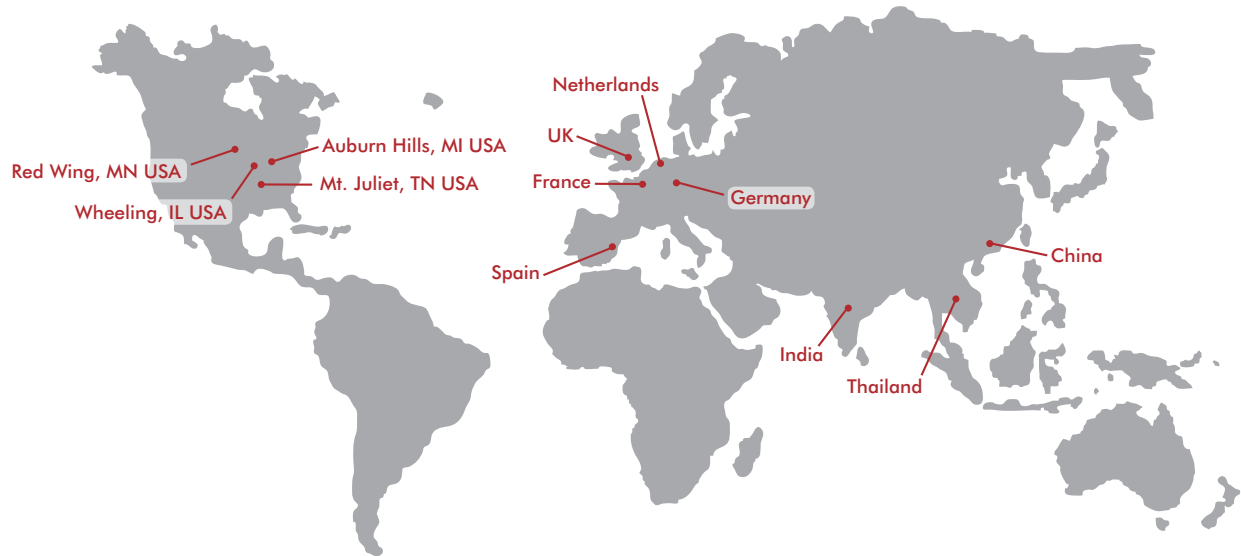 Netherlands
UK
Auburn Hills, MI USA
Red Wing, MN USA
France
Mt. Juliet, TN USA
Germany
Wheeling, IL USA
China
Spain
India
Thailand